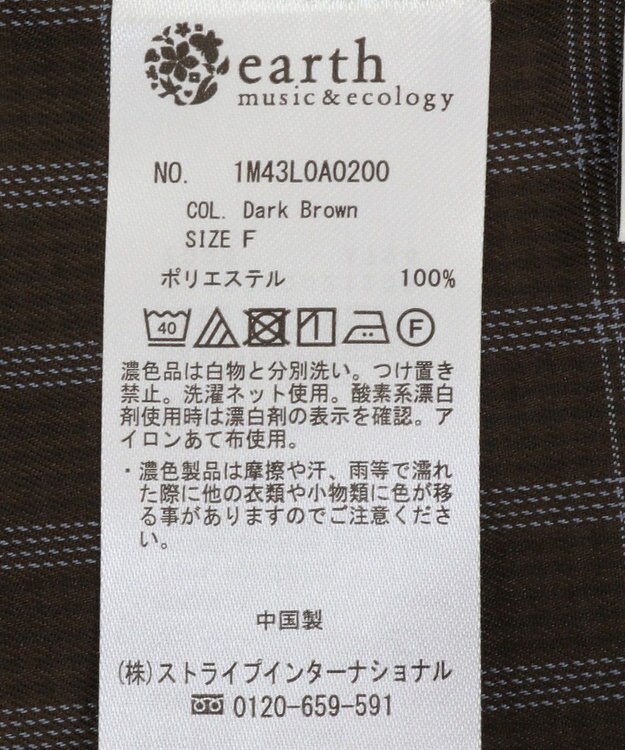 earth
music&ecology
NO. 1M43L0A0200
COL. Dark Brown
SIZE F
ポリエステル 100%
40 F
濃色品は白物と分別洗い。つけ置き
禁止。洗濯ネット使用。酸素系漂白
剤使用時は漂白剤の表示を確認。ア
イロンあて布使用。
・濃色製品は摩擦や汗、雨等で濡れ
た際に他の衣類や小物類に色が移
る事がありますのでご注意くださ
い。
中国製
(株)ストライプインターナショナル
0120-659-591